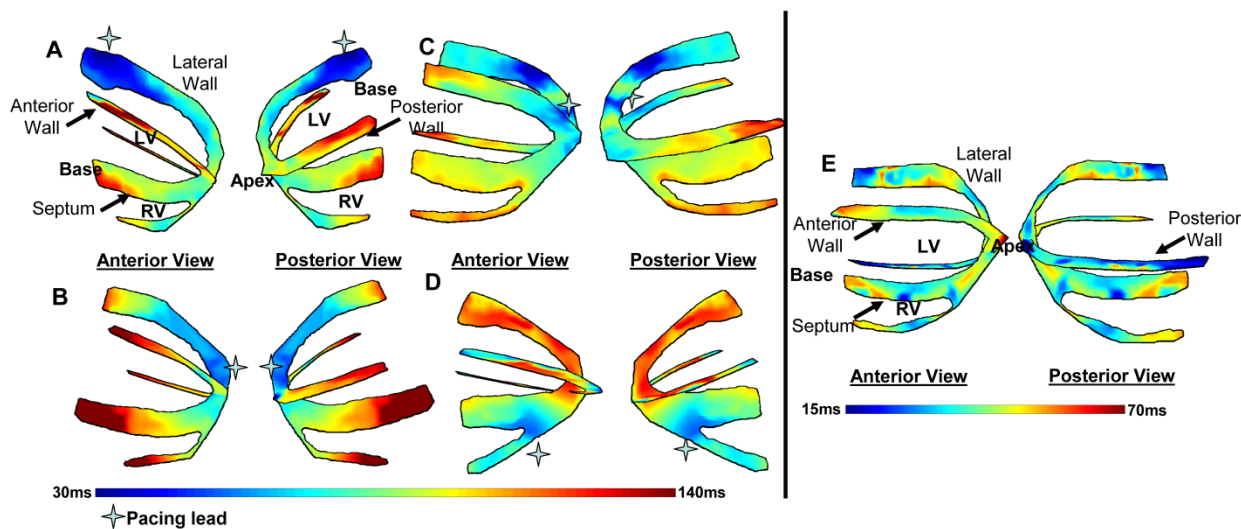 A
Lateral
Wall
Anterior
Wall
LV
Base
Septum
RV
Base
LV
Posterior
Wall
Apex
RV
C
Anterior View
Posterior View
Anterior View
Posterior View
B
D
30ms
140ms
Pacing lead
E
Lateral
Wall
Anterior
Wall
LV
Apex
Posterior
Wall
Base
RV
Septum
Anterior View
Posterior View
15ms
70ms